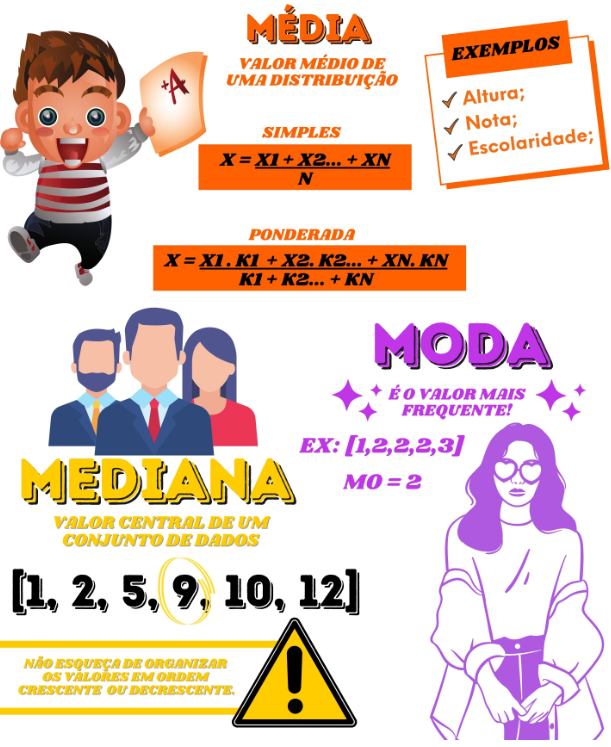 MÉDIA
VALOR MÉDIO DE
UMA DISTRIBUIÇÃO
+A
EXEMPLOS
Altura;
Nota;
Escolaridade;
SIMPLES
X = X1 + X2... + XN
N
PONDERADA
X = X1 . K1 + X2. K2... + XN. KN
K1 + K2... + KN
MODA
É O VALOR MAIS
FREQUENTE!
EX: [1,2,2,2,3]
MO = 2
MEDIANA
VALOR CENTRAL DE UM
CONJUNTO DE DADOS
[1, 2, 5, 9, 10, 12]
NÃO ESQUEÇA DE ORGANIZAR
OS VALORES EM ORDEM
CRESCENTE OU DECRESCENTE.
!